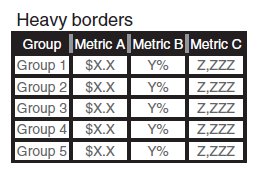 Heavy borders
Group Metric A Metric B Metric C
Group 1 $X.X Y% Z,ZZZ
Group 2 $X.X Y% Z,ZZZ
Group 3 $X.X Y% Z,ZZZ
Group 4 $X.X Y% Z,ZZZ
Group 5 $X.X Y% Z,ZZZ